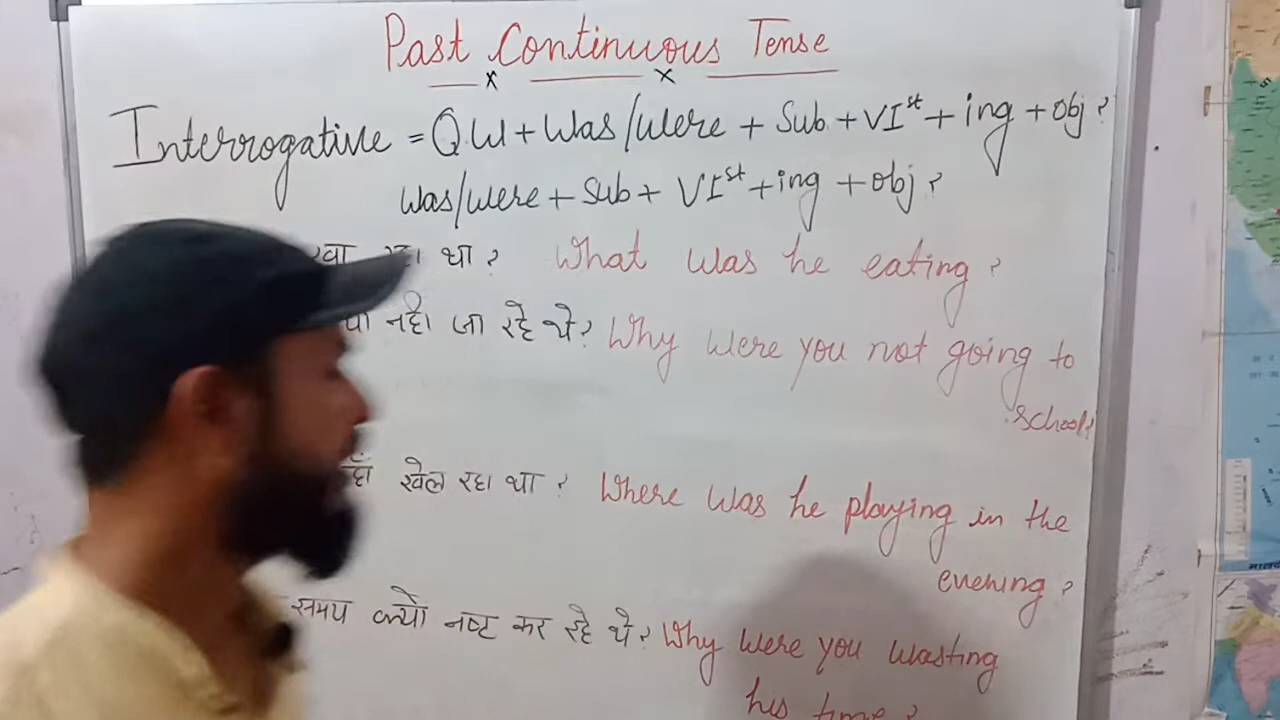 Past Continuous Tense
Interrogative = QW + Was/Were + Sub + VIst + ing + obj?
Was/Were + Sub + VIst + ing + obj?
था? What was he eating?
नही जा रहे थे? Why were you not going to
school?
खेल रहा था? Where was he playing in the
evening?
समय क्यों नष्ट कर रहे थे? Why were you wasting
his time?